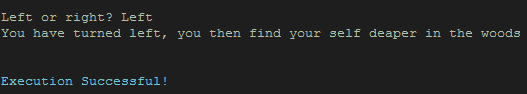 Left or right? Left
You have turned left, you then find your self deaper in the woods
Execution Successful!